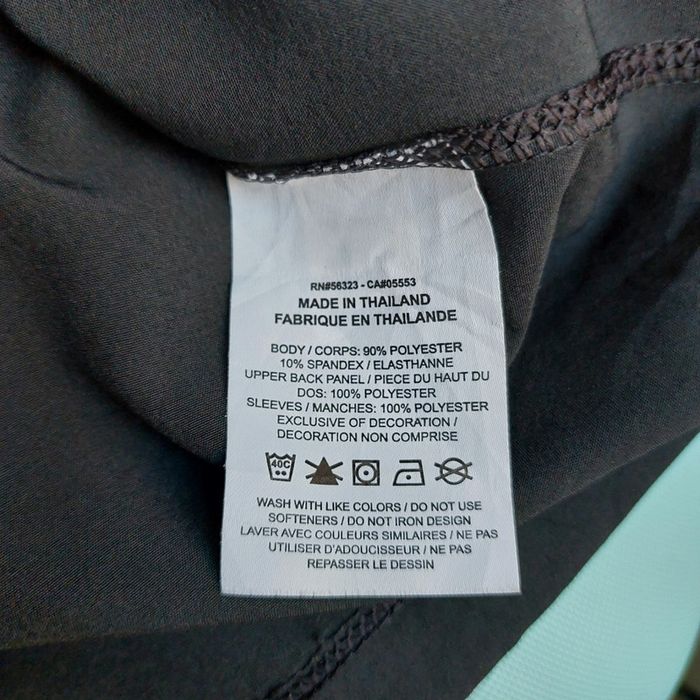 RN#56323 - CA#05553
MADE IN THAILAND
FABRIQUE EN THAILANDE
BODY / CORPS: 90% POLYESTER
10% SPANDEX / ELASTHANNE
UPPER BACK PANEL / PIECE DU HAUT DU
DOS: 100% POLYESTER
SLEEVES / MANCHES: 100% POLYESTER
EXCLUSIVE OF DECORATION /
DECORATION NON COMPRISE
40C
WASH WITH LIKE COLORS / DO NOT USE
SOFTENERS / DO NOT IRON DESIGN
LAVER AVEC COULEURS SIMILAIRES / NE PAS
UTILISER D'ADOUCISSEUR / NE PAS
REPASSER LE DESSIN